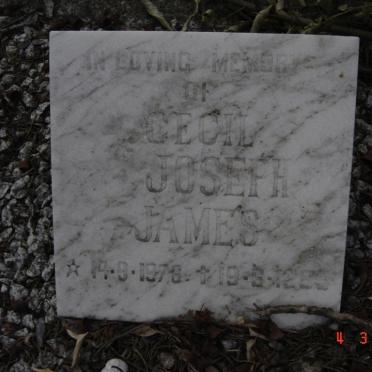 IN LOVING MEMORY
OF
CECIL
JOSEPH
JAMES
4 3